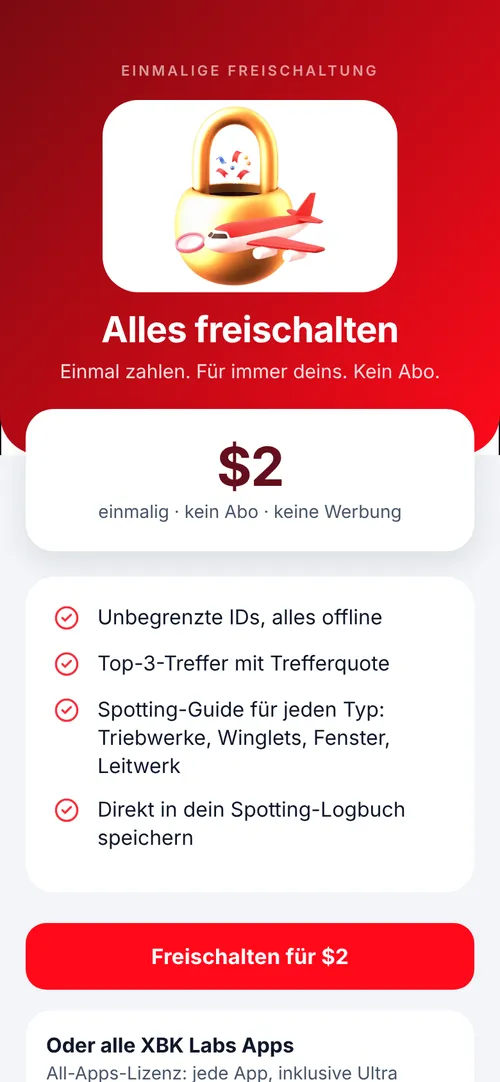 EINMALIGE FREISCHALTUNG
Alles freischalten
Einmal zahlen. Für immer deins. Kein Abo.
$2
einmalig · kein Abo · keine Werbung
Unbegrenzte IDs, alles offline
Top-3-Treffer mit Trefferquote
Spotting-Guide für jeden Typ:
Triebwerke, Winglets, Fenster,
Leitwerk
Direkt in dein Spotting-Logbuch
speichern
Freischalten für $2
Oder alle XBK Labs Apps
All-Apps-Lizenz: jede App, inklusive Ultra